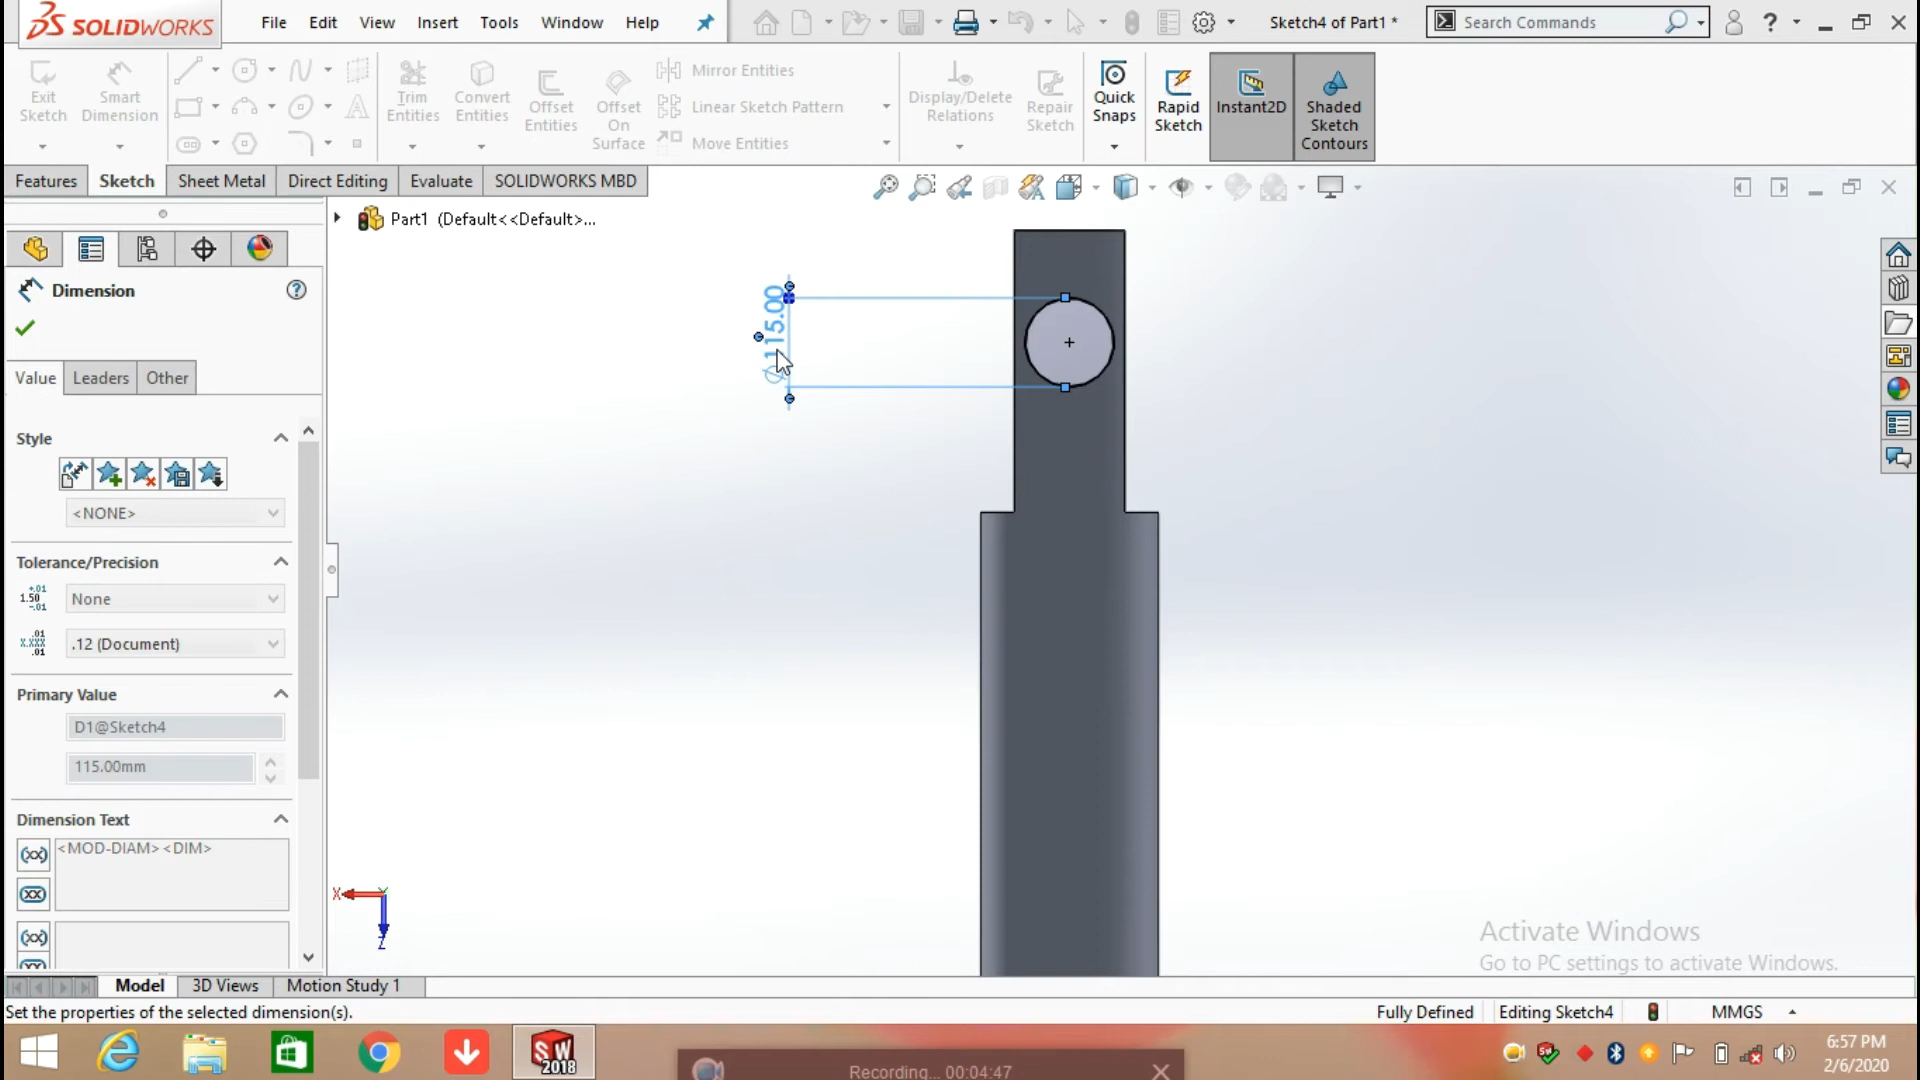 SOLIDWORKS
File Edit View Insert Tools Window Help
Sketch4 of Part1 *
Search Commands
Exit Sketch
Smart Dimension
Trim Entities
Convert Entities
Offset Entities
Offset On Surface
Mirror Entities
Linear Sketch Pattern
Move Entities
Display/Delete Relations
Repair Sketch
Quick Snaps
Rapid Sketch
Instant2D
Shaded Sketch Contours
Features Sketch Sheet Metal Direct Editing Evaluate SOLIDWORKS MBD
Part1 (Default<<Default>...
Dimension
Value Leaders Other
Style
<NONE>
Tolerance/Precision
None
.12 (Document)
Primary Value
D1@Sketch4
115.00mm
Dimension Text
<MOD-DIAM><DIM>
∅115.00
X
Z
Activate Windows
Go to PC settings to activate Windows.
Model 3D Views Motion Study 1
Set the properties of the selected dimension(s).
Fully Defined Editing Sketch4 MMGS
SW 2018
Recording... 00:04:47
6:57 PM
2/6/2020